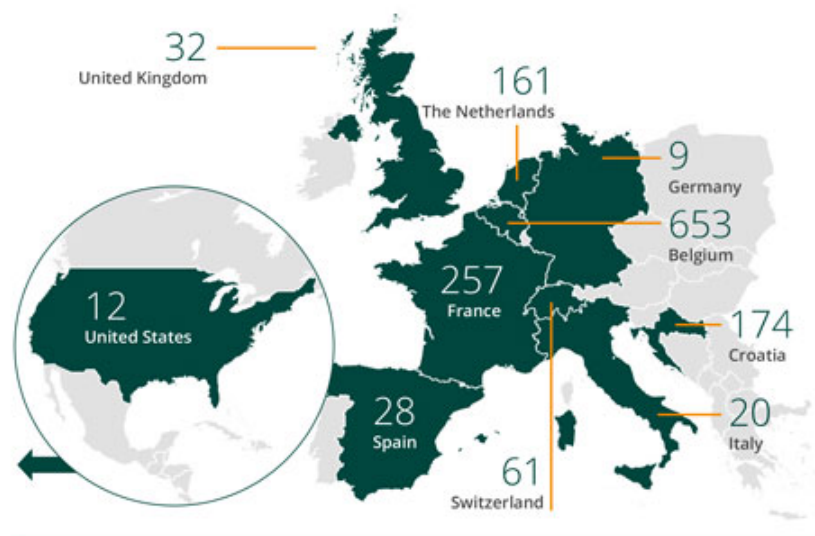 32
United Kingdom
161
The Netherlands
9
Germany
653
Belgium
257
France
12
United States
174
Croatia
28
Spain
20
Italy
61
Switzerland